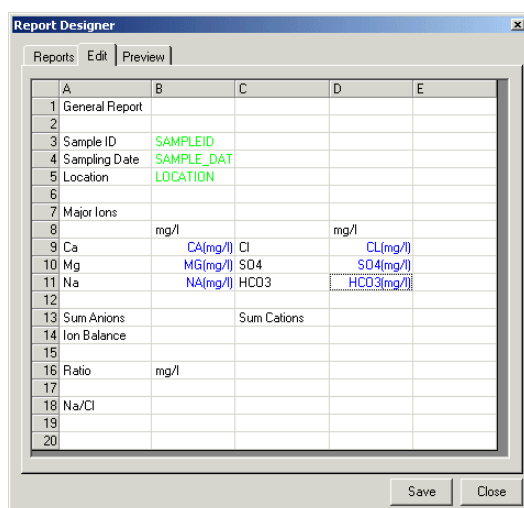 Report Designer
Reports Edit Preview
A B C D E
1 General Report
2
3 Sample ID SAMPLEID
4 Sampling Date SAMPLE_DAT
5 Location LOCATION
6
7 Major Ions
8 mg/l mg/l
9 Ca CA(mg/l) Cl CL(mg/l)
10 Mg MG(mg/l) SO4 SO4(mg/l)
11 Na NA(mg/l) HCO3 HCO3(mg/l)
12
13 Sum Anions Sum Cations
14 Ion Balance
15
16 Ratio mg/l
17
18 Na/Cl
19
20
Save Close